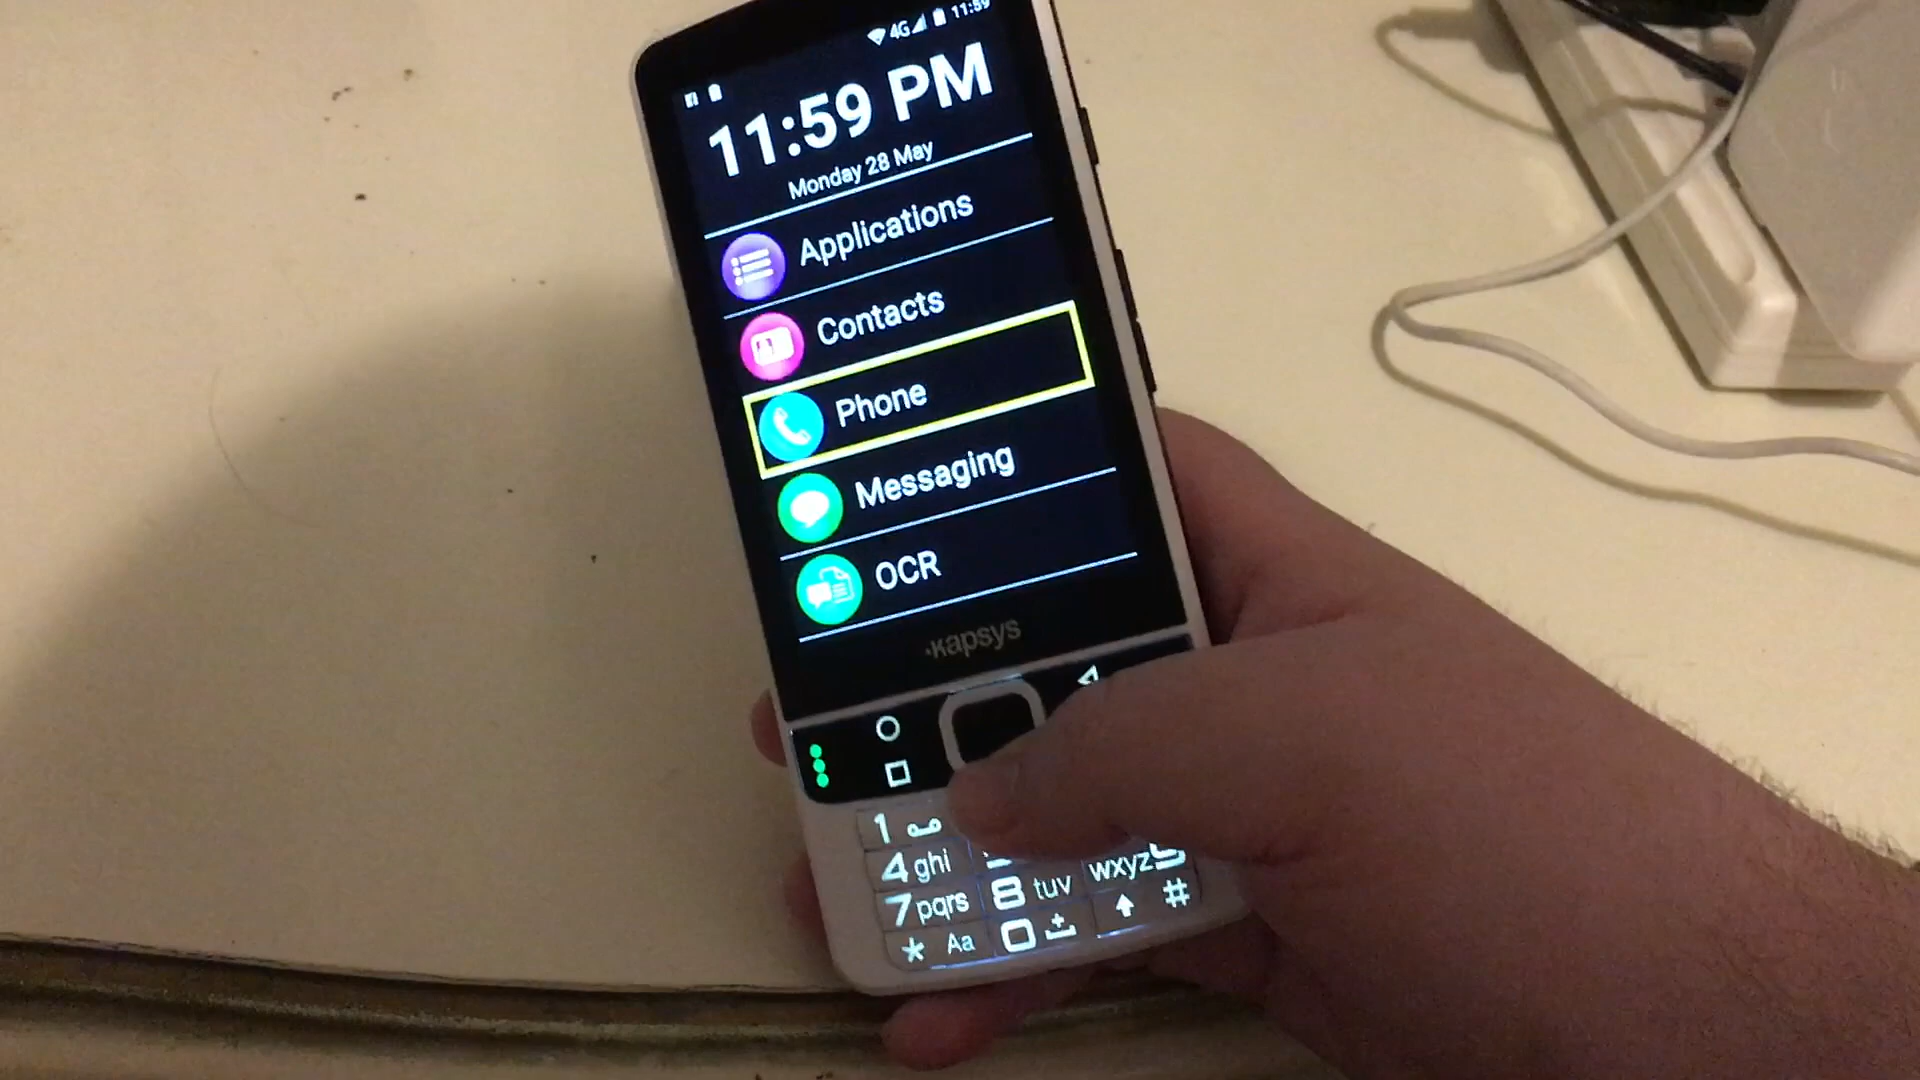 4G 11:59
11:59 PM
Monday 28 May
Applications
Contacts
Phone
Messaging
OCR
kapsys
1
4 ghi
7 pqrs
8 tuv
wxyz 9
* Aa
0
#